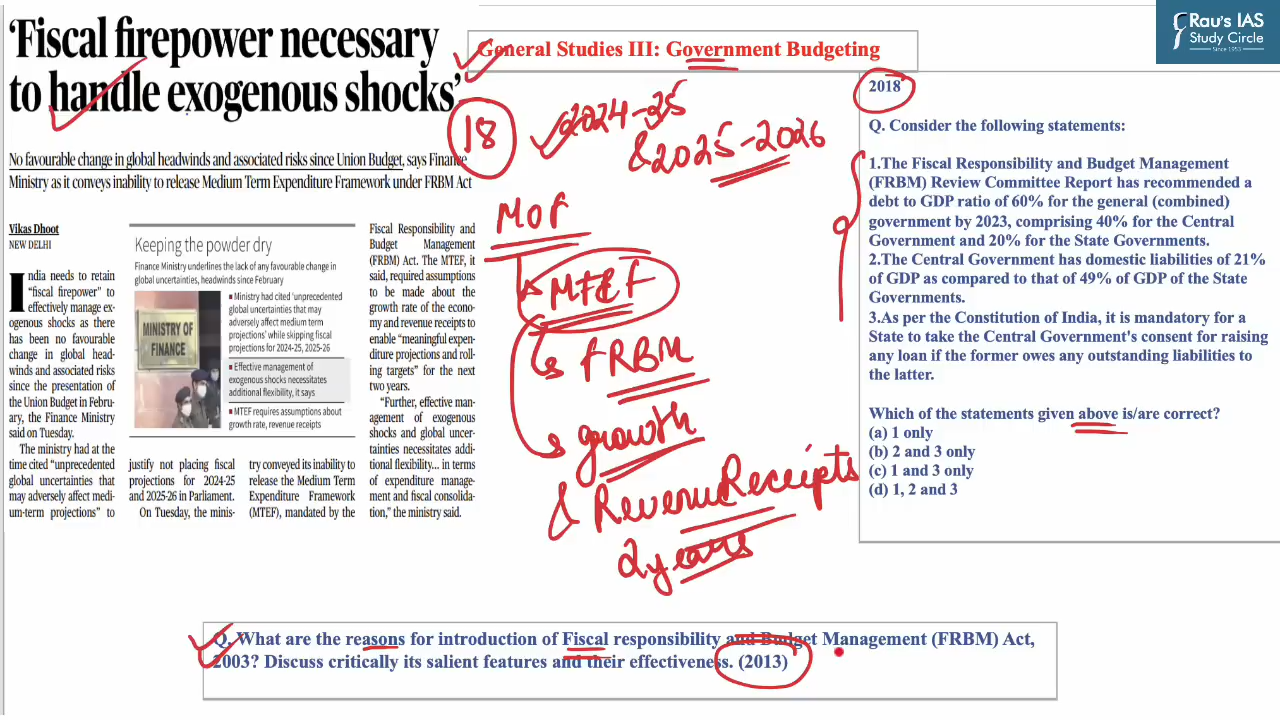 'Fiscal firepower necessary
to handle exogenous shocks'
No favourable change in global headwinds and associated risks since Union Budget, says Finance
Ministry as it conveys inability to release Medium Term Expenditure Framework under FRBM Act
Vikas Dhoot
NEW DELHI
India needs to retain
"fiscal firepower" to
effectively manage ex-
ogenous shocks as there
has been no favourable
change in global head-
winds and associated risks
since the presentation of
the Union Budget in Febru-
ary, the Finance Ministry
said on Tuesday.
The ministry had at the
time cited "unprecedented
global uncertainties that
may adversely affect medi-
um-term projections" to
Keeping the powder dry
Finance Ministry underlines the lack of any favourable change in
global uncertainties, headwinds since February
MINISTRY OF
FINANCE
Ministry had cited 'unprecedented
global uncertainties that may
adversely affect medium term
projections' while skipping fiscal
projections for 2024-25, 2025-26
Effective management of
exogenous shocks necessitates
additional flexibility, it says
MTEF requires assumptions about
growth rate, revenue receipts
justify not placing fiscal
projections for 2024-25
and 2025-26 in Parliament.
On Tuesday, the minis-
try conveyed its inability to
release the Medium Term
Expenditure Framework
(MTEF), mandated by the
Fiscal Responsibility and
Budget Management
(FRBM) Act. The MTEF, it
said, required assumptions
to be made about the
growth rate of the econo-
my and revenue receipts to
enable "meaningful expen-
diture projections and roll-
ing targets" for the next
two years.
"Further, effective man-
agement of exogenous
shocks and global uncer-
tainties necessitates addi-
tional flexibility... in terms
of expenditure manage-
ment and fiscal consolida-
tion," the ministry said.
General Studies III: Government Budgeting
18
2024-25
& 2025-2026
MOF
MTEF
FRBM
growth
& Revenue Receipts
2 years
Rau's IAS
Study Circle
Since 1953
2018
Q. Consider the following statements:
1.The Fiscal Responsibility and Budget Management
(FRBM) Review Committee Report has recommended a
debt to GDP ratio of 60% for the general (combined)
government by 2023, comprising 40% for the Central
Government and 20% for the State Governments.
2.The Central Government has domestic liabilities of 21%
of GDP as compared to that of 49% of GDP of the State
Governments.
3.As per the Constitution of India, it is mandatory for a
State to take the Central Government's consent for raising
any loan if the former owes any outstanding liabilities to
the latter.
Which of the statements given above is/are correct?
(a) 1 only
(b) 2 and 3 only
(c) 1 and 3 only
(d) 1, 2 and 3
Q. What are the reasons for introduction of Fiscal responsibility and Budget Management (FRBM) Act,
2003? Discuss critically its salient features and their effectiveness. (2013)